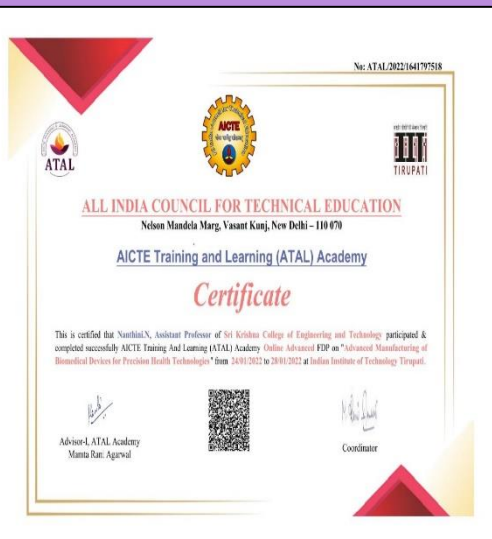 No: ATAL/2022/1641797518
AICTE
ATAL
TIRUPATI
ALL INDIA COUNCIL FOR TECHNICAL EDUCATION
Nelson Mandela Marg, Vasant Kunj, New Delhi – 110 070
AICTE Training and Learning (ATAL) Academy
Certificate
This is certified that Nanthini.N, Assistant Professor of Sri Krishna College of Engineering and Technology participated &
completed successfully AICTE Training And Learning (ATAL) Academy Online Advanced FDP on "Advanced Manufacturing of
Biomedical Devices for Precision Health Technologies" from 24/01/2022 to 28/01/2022 at Indian Institute of Technology Tirupati.
Advisor-I, ATAL Academy
Mamta Rani Agarwal
Coordinator